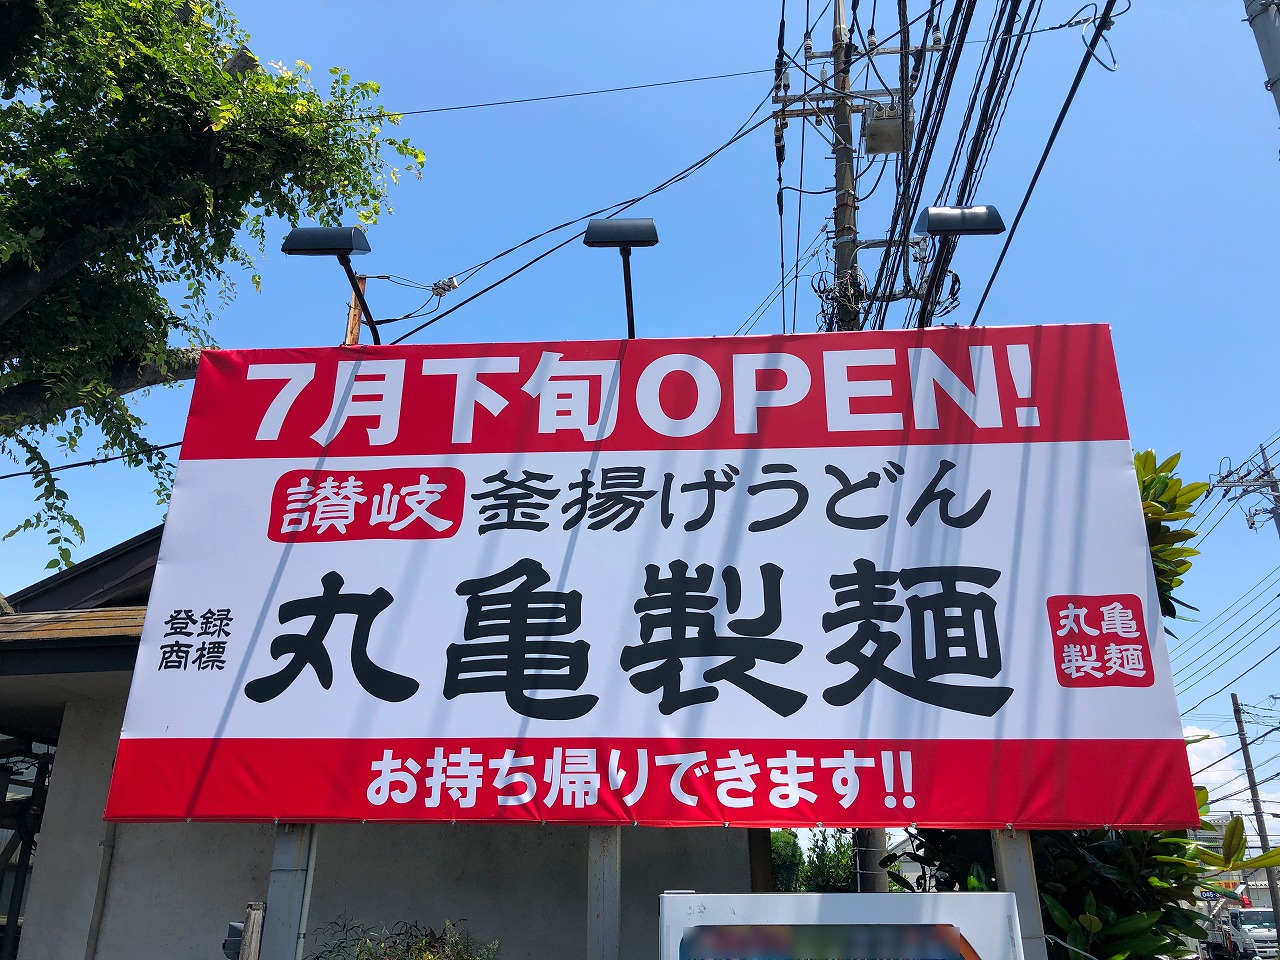 7月下旬OPEN!
讃岐 釜揚げうどん
登録
商標
丸亀製麺
丸亀
製麺
お持ち帰りできます!!